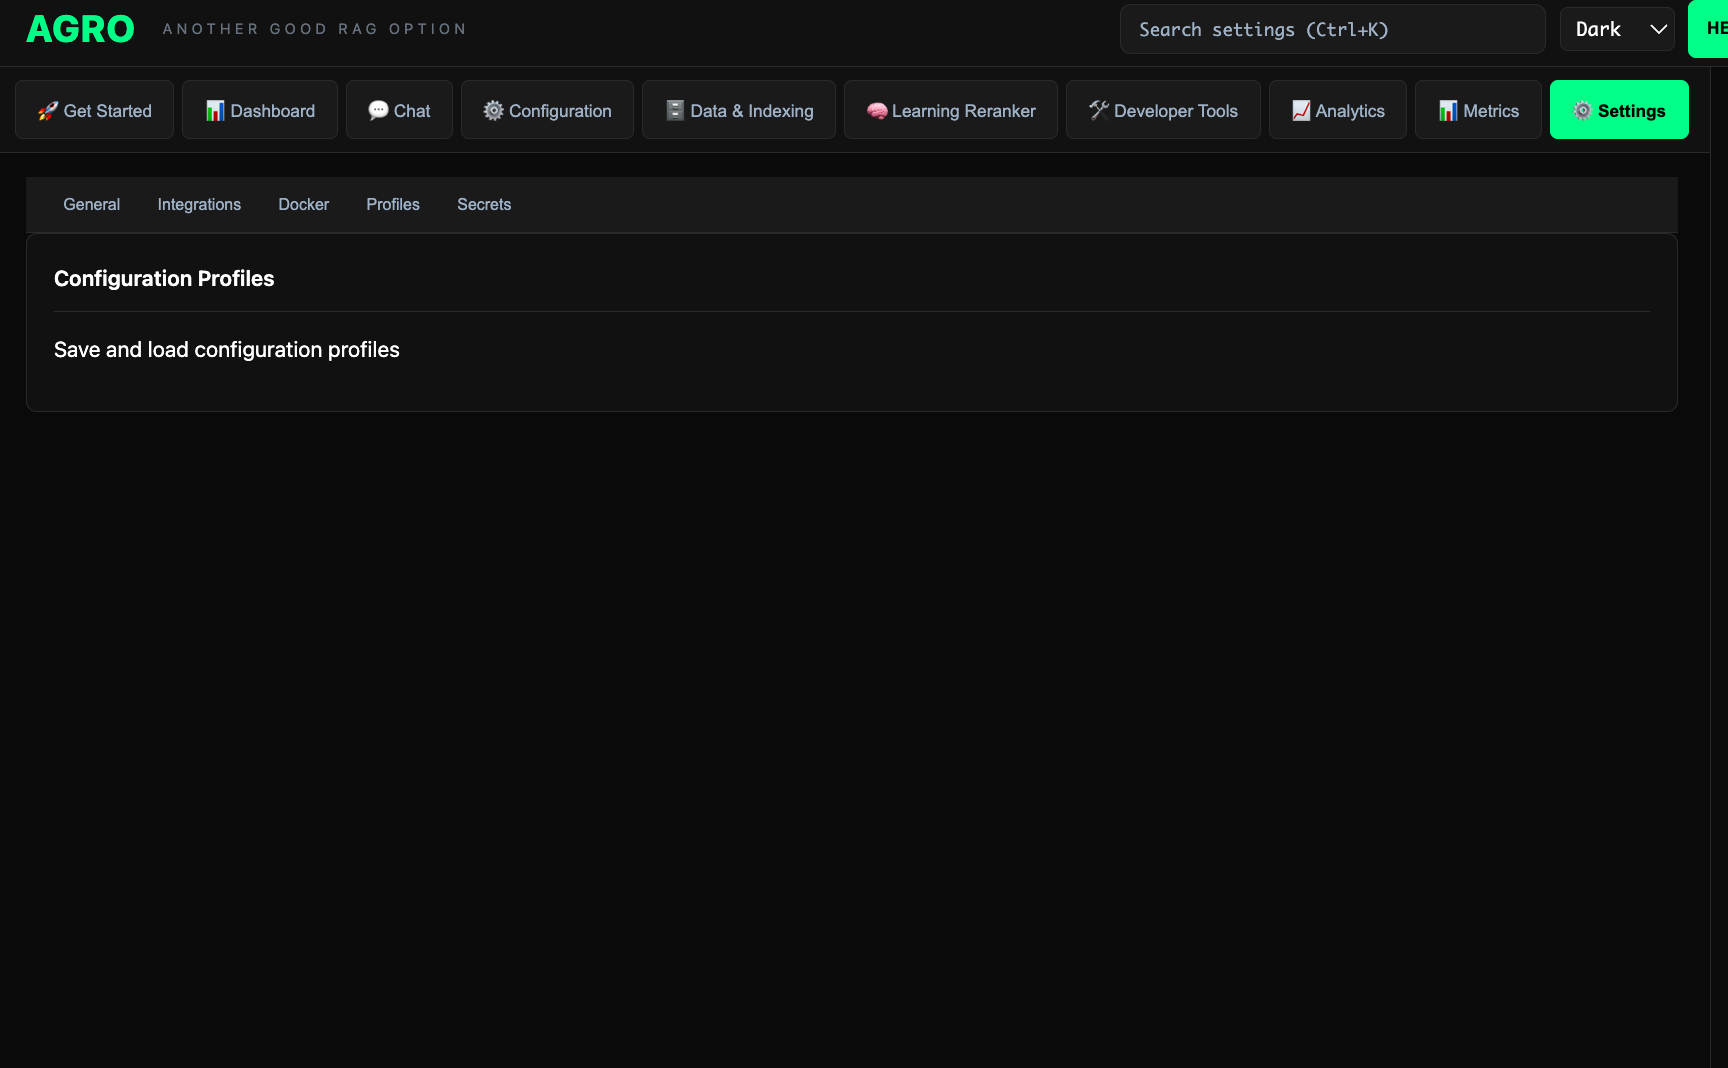 AGRO ANOTHER GOOD RAG OPTION Search settings (Ctrl+K) Dark
Get Started Dashboard Chat Configuration Data & Indexing Learning Reranker Developer Tools Analytics Metrics Settings
General Integrations Docker Profiles Secrets
Configuration Profiles
Save and load configuration profiles